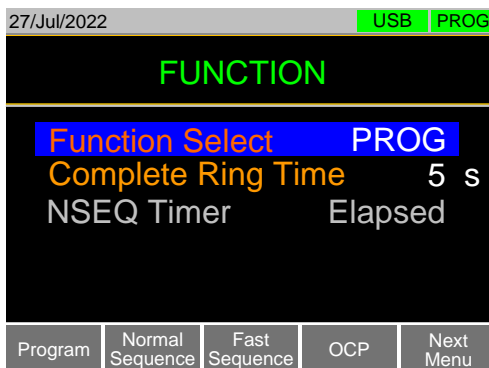 27/Jul/2022 USB PROG
FUNCTION
Function Select PROG
Complete Ring Time 5 s
NSEQ Timer Elapsed
Program Normal Sequence Fast Sequence OCP Next Menu